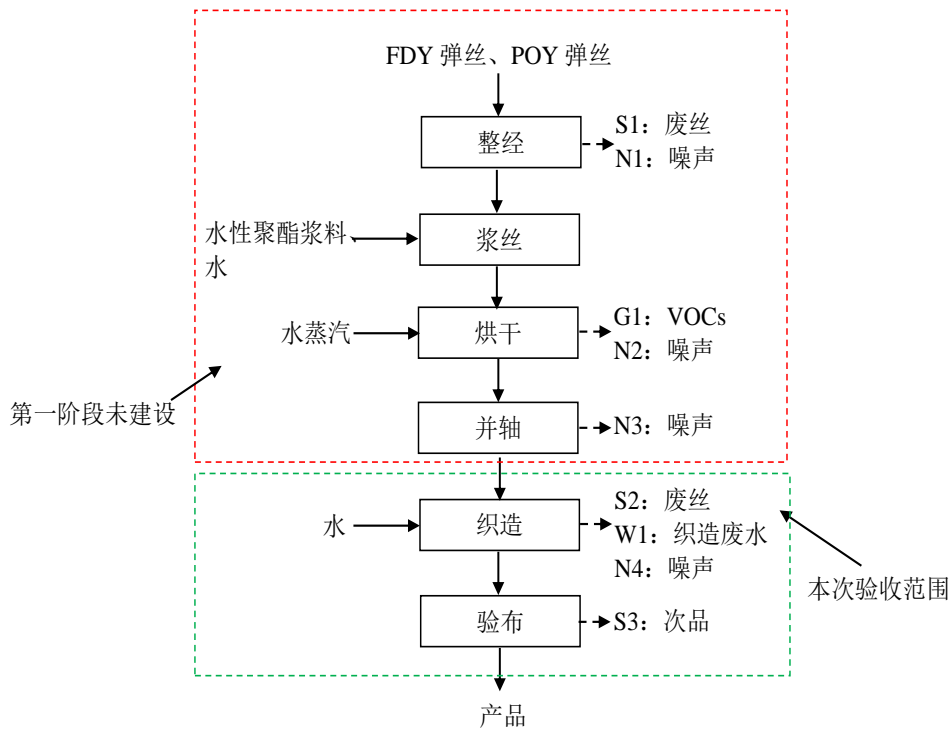 FDY 弹丝、POY 弹丝
整经
S1：废丝
N1：噪声
水性聚酯浆料、
水
浆丝
水蒸汽
烘干
G1：VOCs
N2：噪声
第一阶段未建设
并轴
N3：噪声
水
织造
S2：废丝
W1：织造废水
N4：噪声
本次验收范围
验布
S3：次品
产品